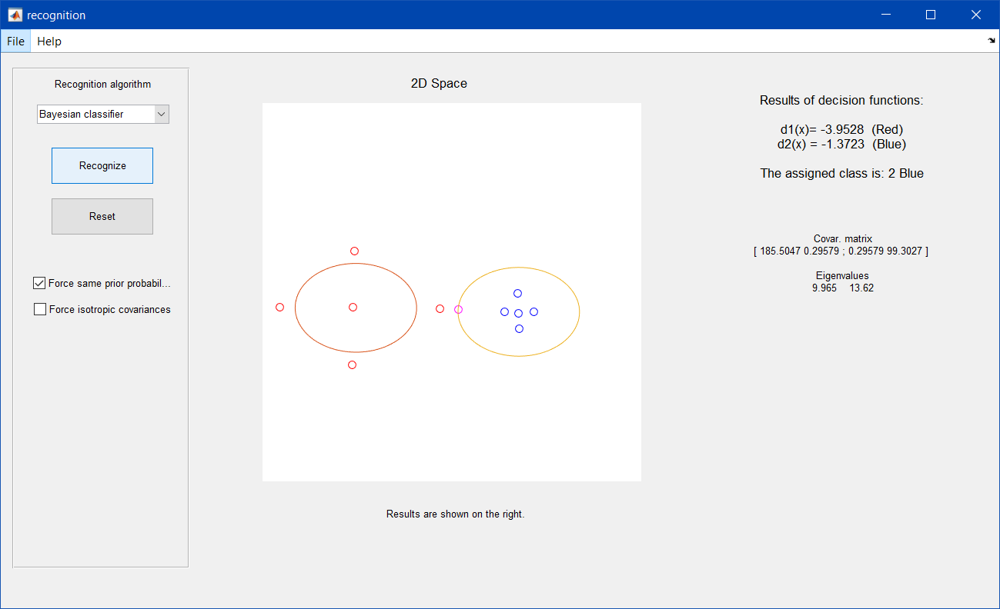 recognition
File Help
Recognition algorithm
Bayesian classifier
Recognize
Reset
Force same prior probabil...
Force isotropic covariances
2D Space
Results are shown on the right.
Results of decision functions:
d1(x)= -3.9528 (Red)
d2(x) = -1.3723 (Blue)
The assigned class is: 2 Blue
Covar. matrix
[ 185.5047 0.29579 ; 0.29579 99.3027 ]
Eigenvalues
9.965 13.62